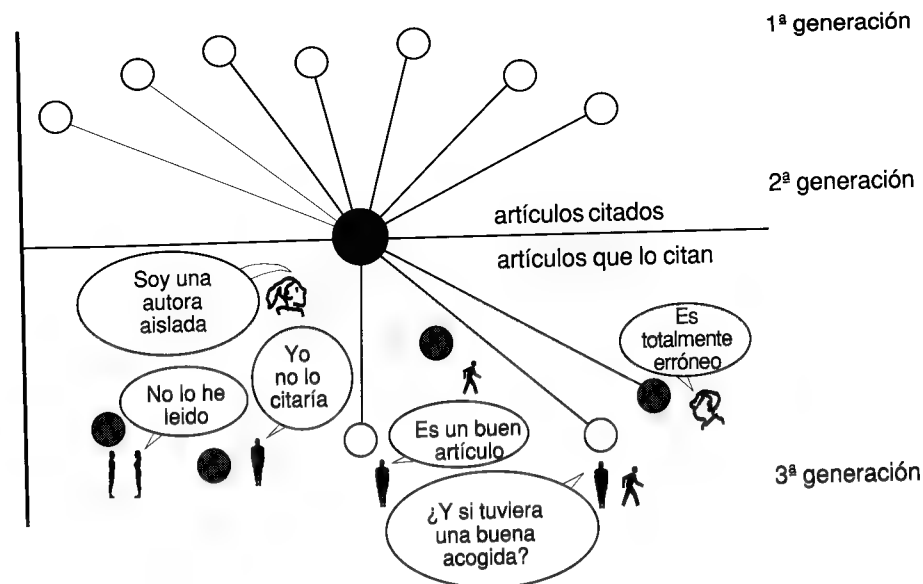 1ª generación
2ª generación
artículos citados
artículos que lo citan
Soy una
autora
aislada
Es
totalmente
erróneo
Yo
no lo
citaría
No lo he
leido
Es un buen
artículo
3ª generación
¿Y si tuviera
una buena
acogida?